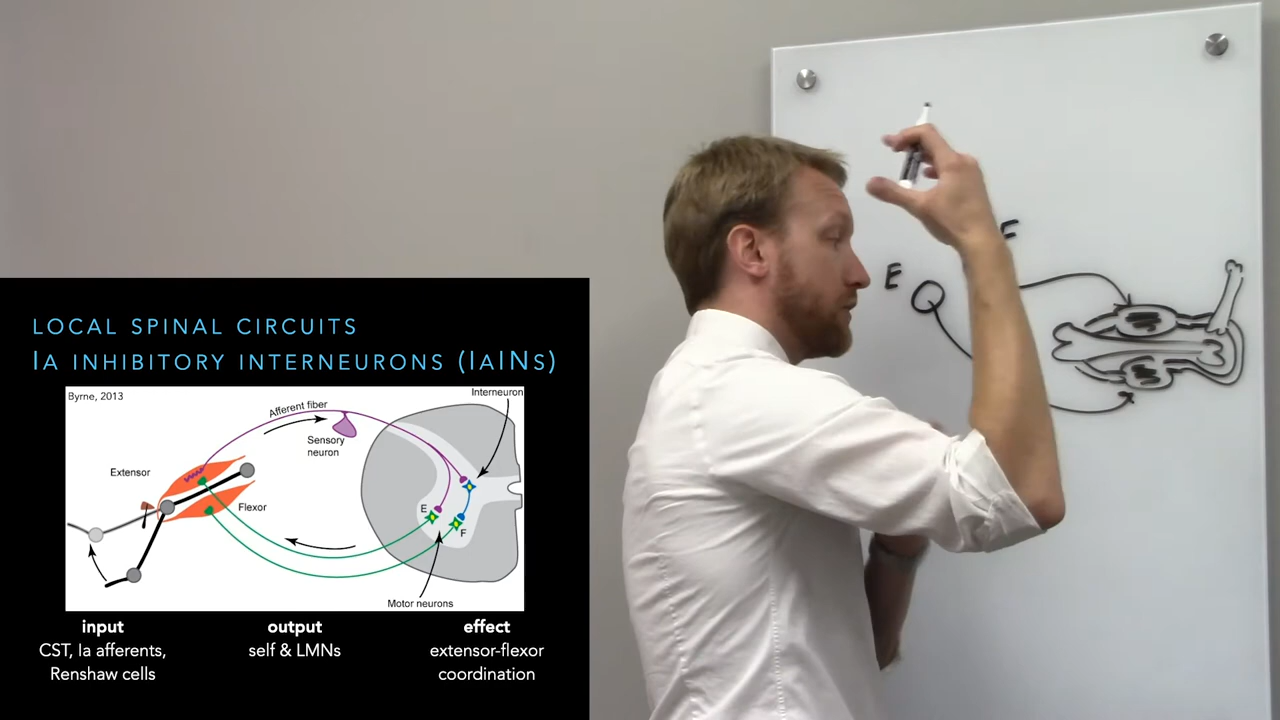 LOCAL SPINAL CIRCUITS
Ia INHIBITORY INTERNEURONS (IaINs)
Byrne, 2013
Interneuron
Afferent fiber
Sensory
neuron
Extensor
Flexor
E
F
Motor neurons
input
CST, Ia afferents,
Renshaw cells
output
self & LMNs
effect
extensor-flexor
coordination
F
E